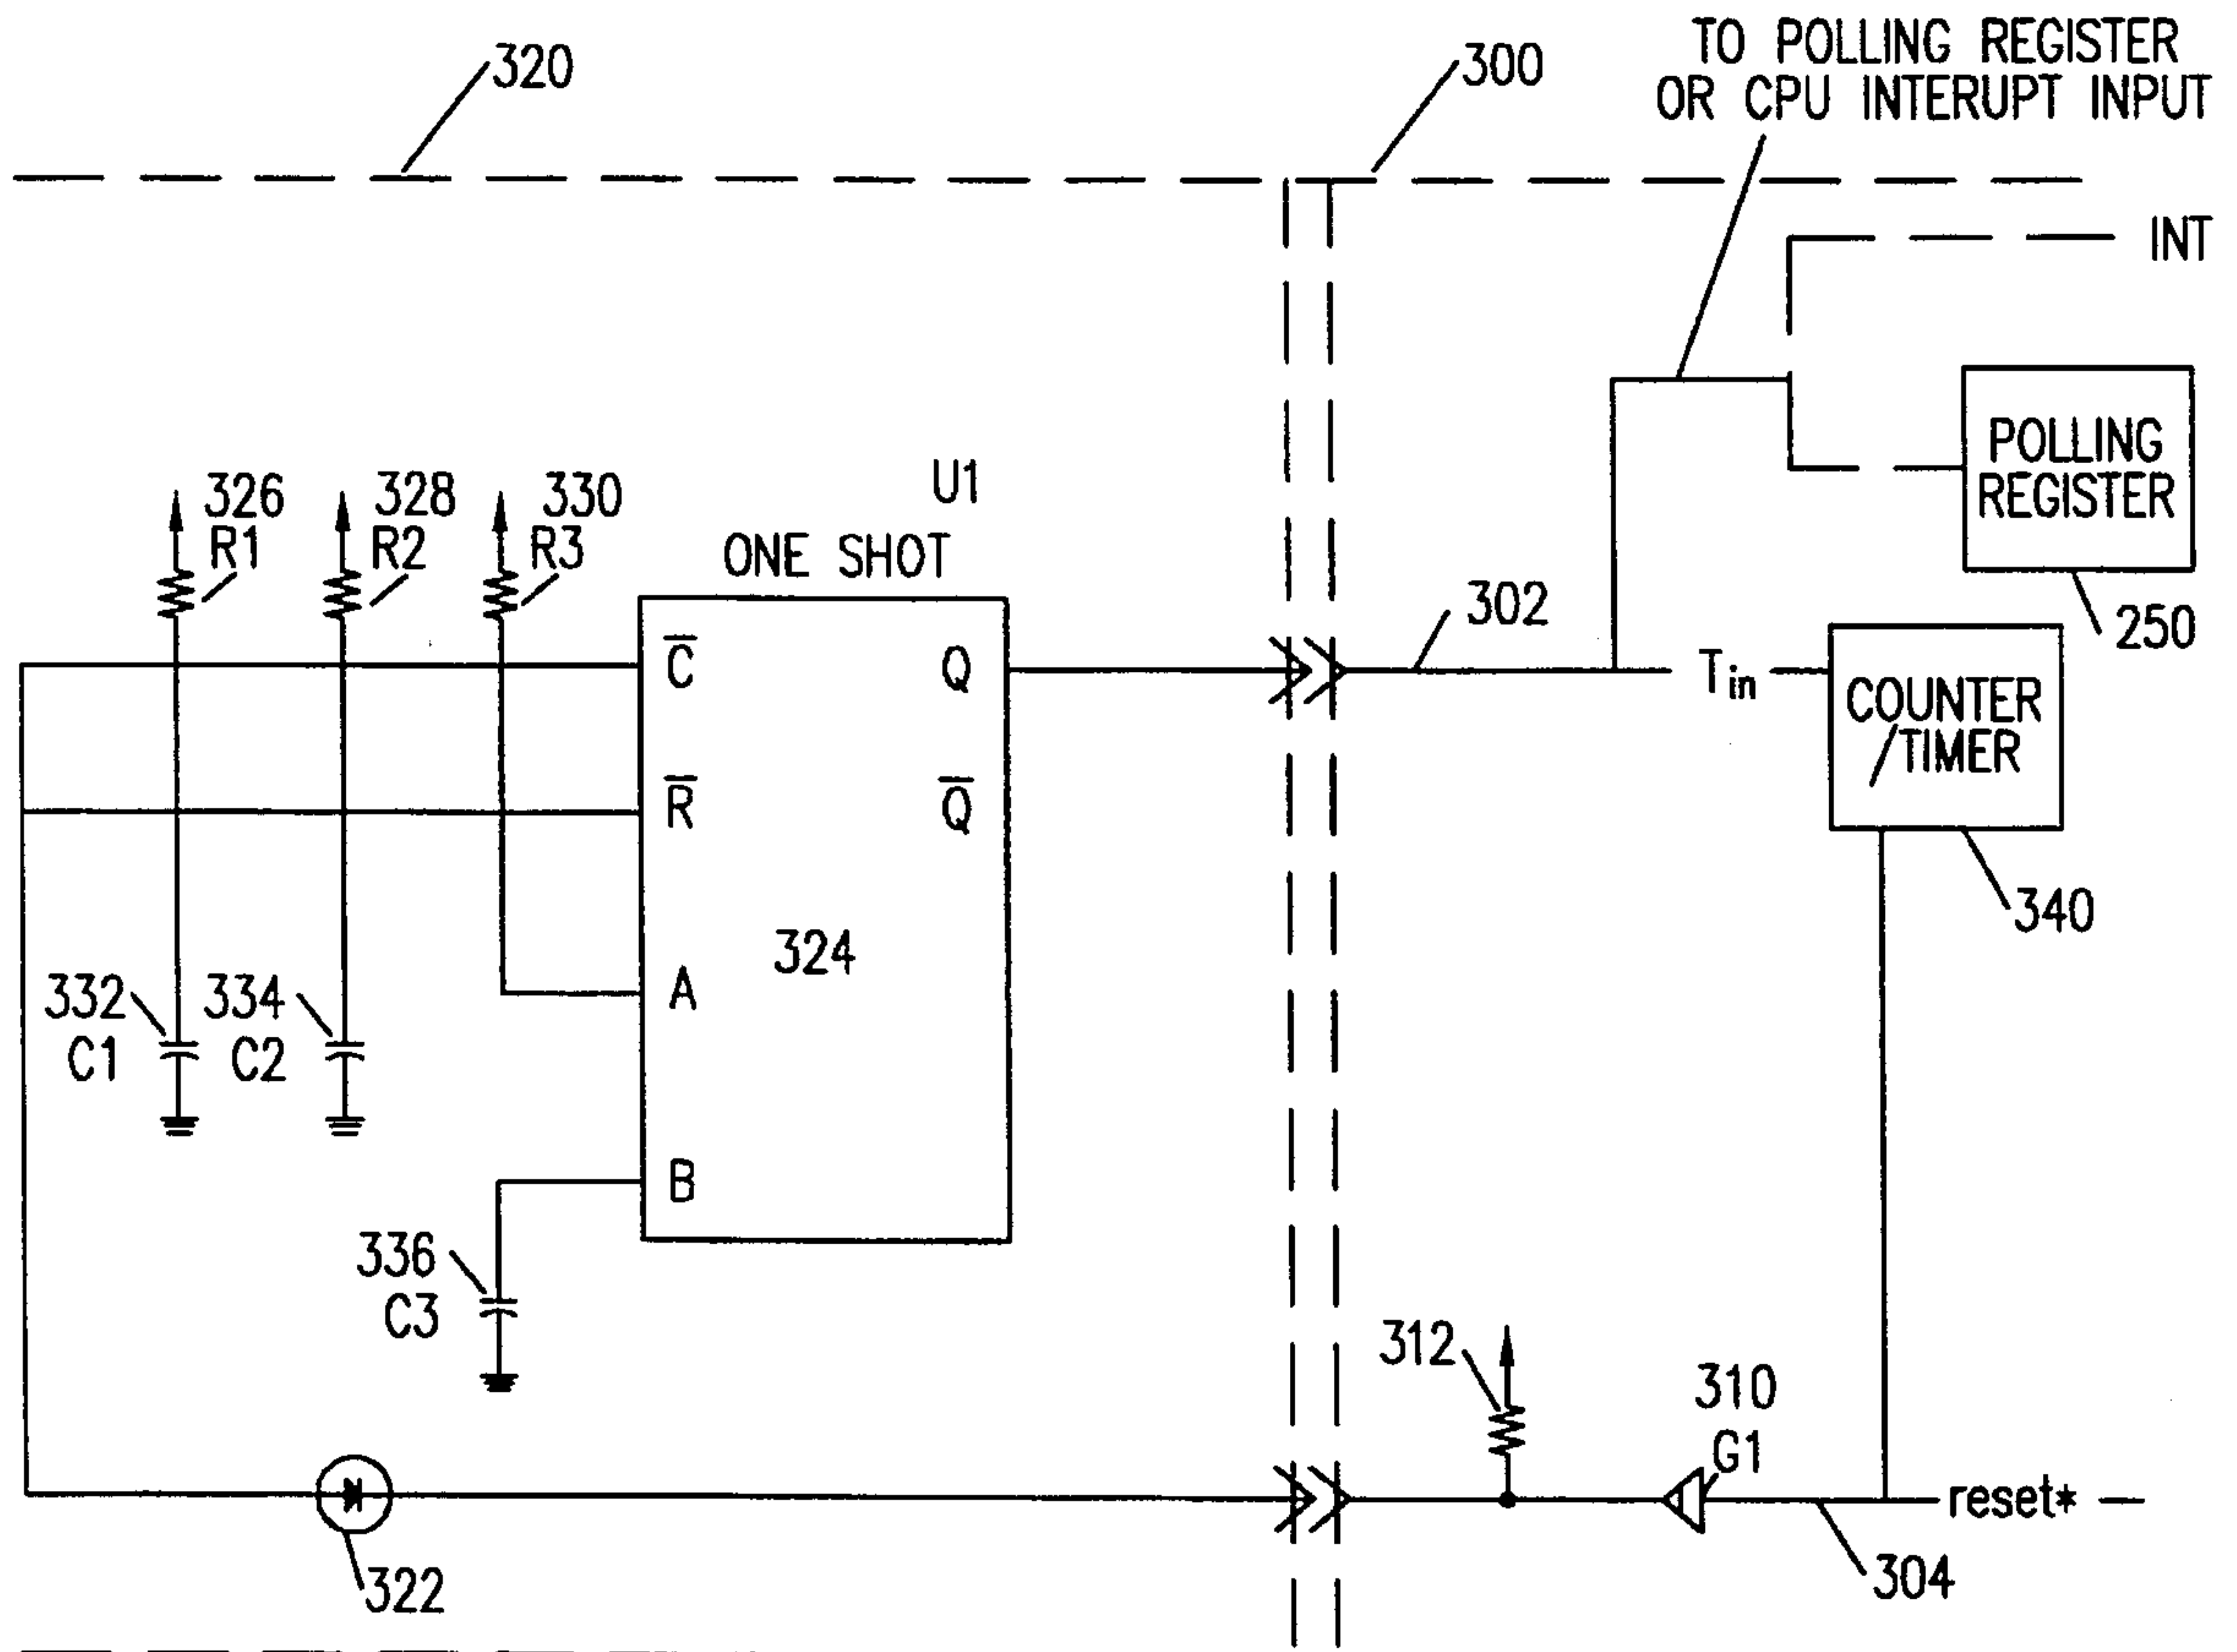 320
300
TO POLLING REGISTER
OR CPU INTERUPT INPUT
INT
POLLING
REGISTER
250
326
R1
328
R2
330
R3
U1
ONE SHOT
302
C̅
Q
Tin
COUNTER
/TIMER
R̅
Q̅
340
324
A
332
C1
334
C2
B
336
C3
312
310
G1
reset*
304
322